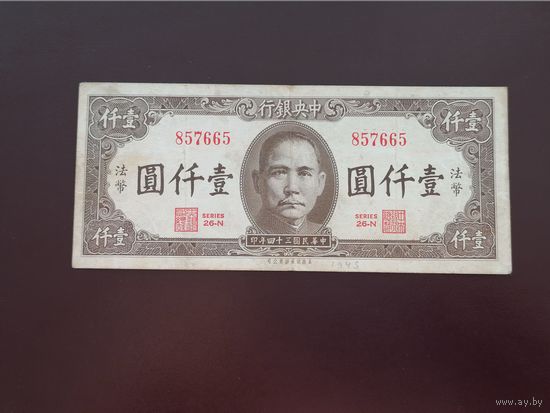 中央銀行
壹仟
壹仟
857665
857665
法幣
壹仟圓
壹仟圓
法幣
SERIES
26-N
SERIES
26-N
壹仟
壹仟
中華民國三十四年印
1945
www.ay.by